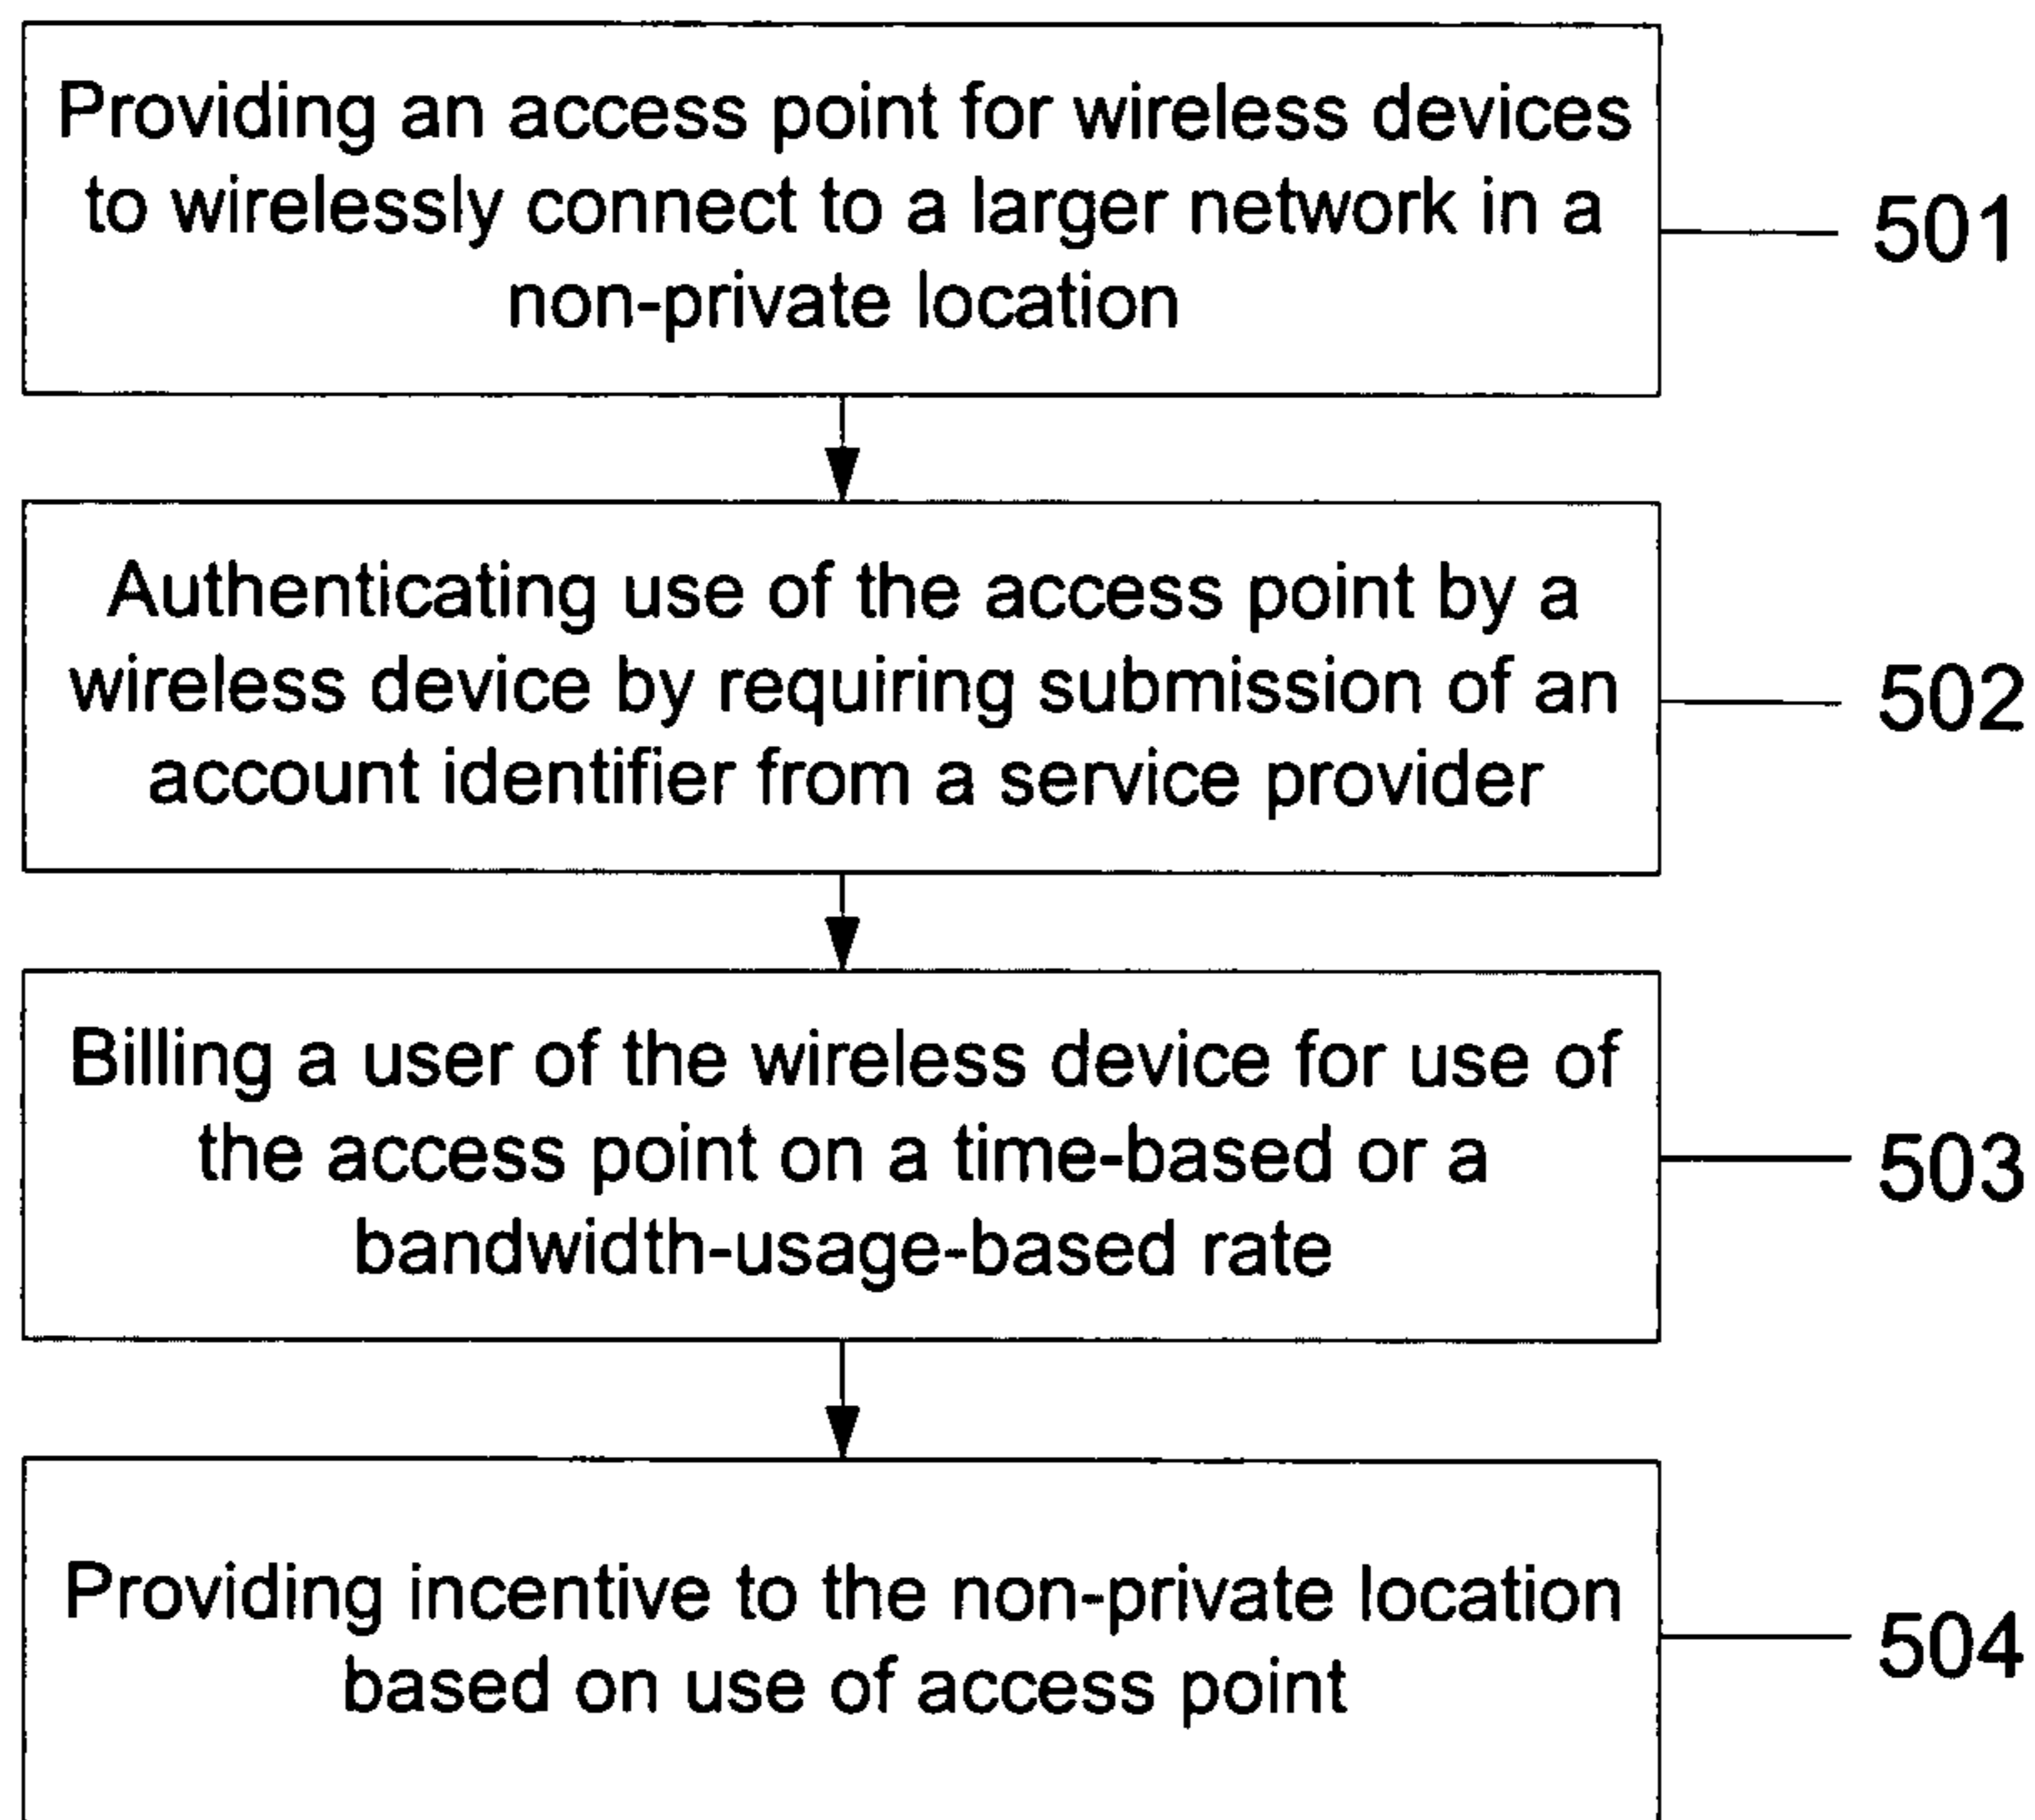 Providing an access point for wireless devices
to wirelessly connect to a larger network in a
non-private location
501
Authenticating use of the access point by a
wireless device by requiring submission of an
account identifier from a service provider
502
Billing a user of the wireless device for use of
the access point on a time-based or a
bandwidth-usage-based rate
503
Providing incentive to the non-private location
based on use of access point
504